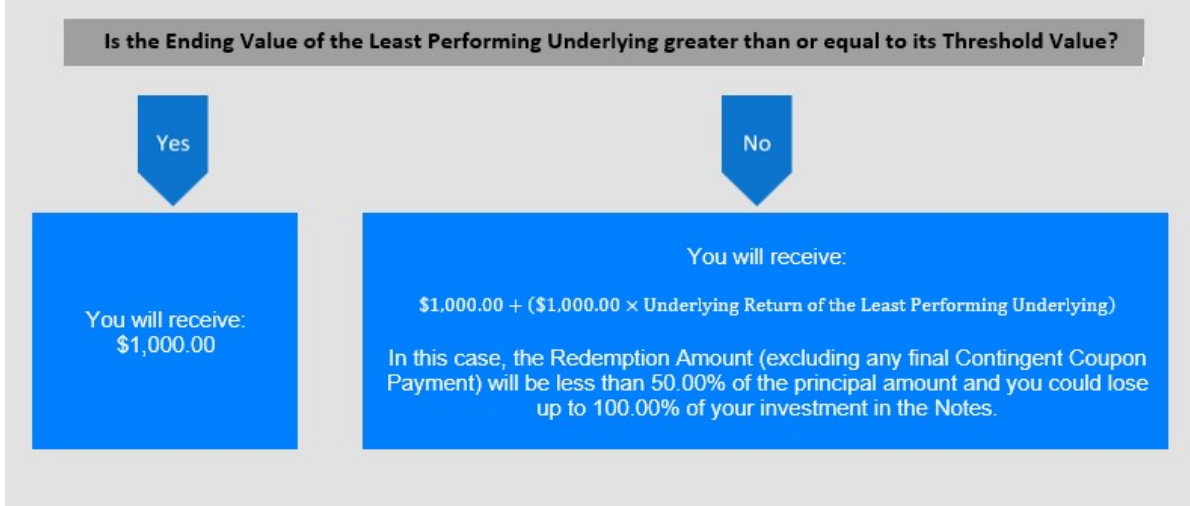 Is the Ending Value of the Least Performing Underlying greater than or equal to its Threshold Value?
Yes
No
You will receive:
$1,000.00
You will receive:
$1,000.00 + ($1,000.00 × Underlying Return of the Least Performing Underlying)
In this case, the Redemption Amount (excluding any final Contingent Coupon
Payment) will be less than 50.00% of the principal amount and you could lose
up to 100.00% of your investment in the Notes.